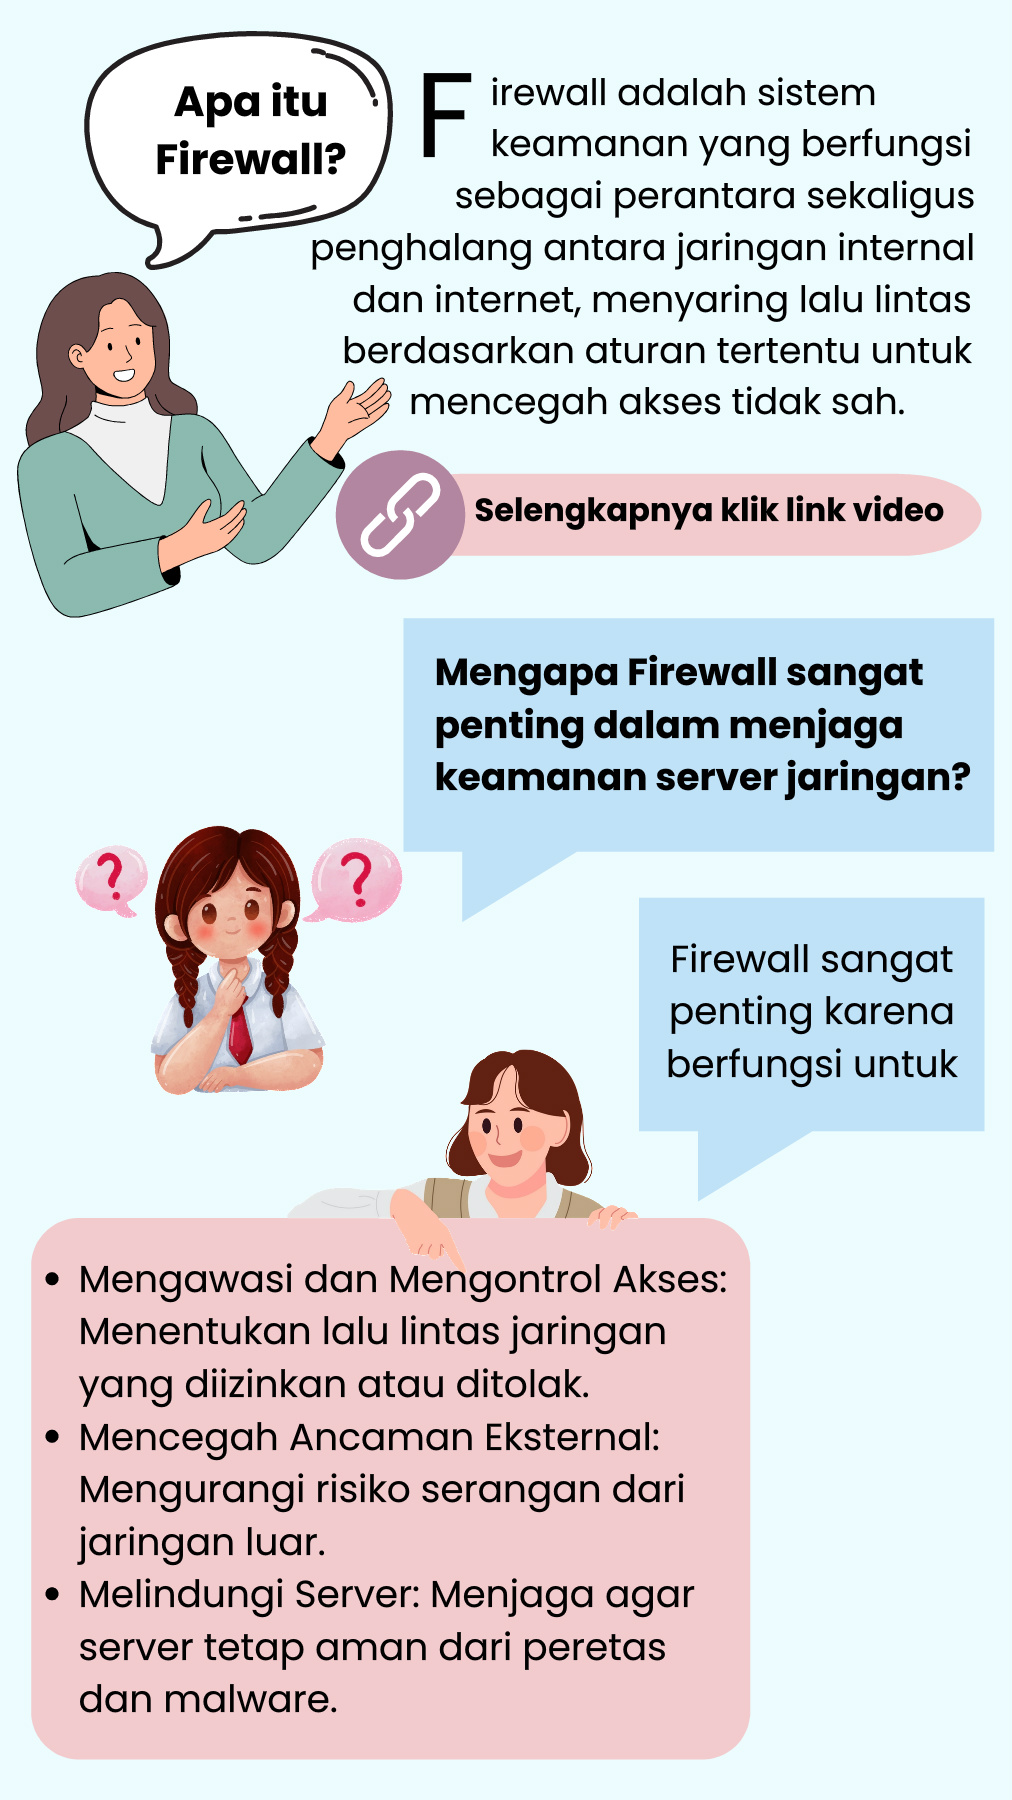 Apa itu
Firewall?
Firewall adalah sistem
keamanan yang berfungsi
sebagai perantara sekaligus
penghalang antara jaringan internal
dan internet, menyaring lalu lintas
berdasarkan aturan tertentu untuk
mencegah akses tidak sah.
Selengkapnya klik link video
Mengapa Firewall sangat
penting dalam menjaga
keamanan server jaringan?
?
?
Firewall sangat
penting karena
berfungsi untuk
• Mengawasi dan Mengontrol Akses:
Menentukan lalu lintas jaringan
yang diizinkan atau ditolak.
• Mencegah Ancaman Eksternal:
Mengurangi risiko serangan dari
jaringan luar.
• Melindungi Server: Menjaga agar
server tetap aman dari peretas
dan malware.